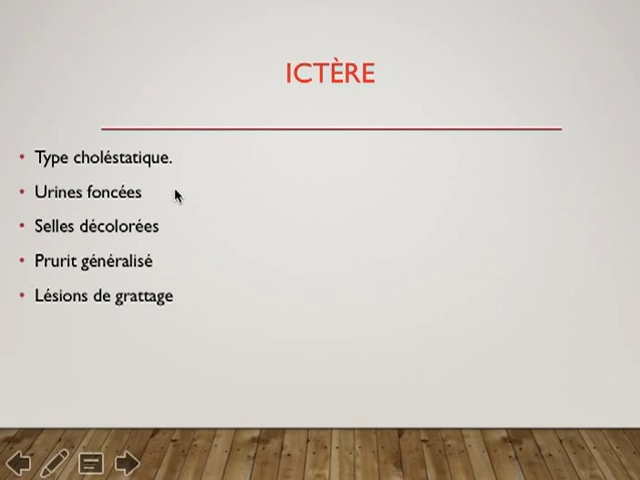 ICTÈRE
• Type choléstatique.
• Urines foncées
• Selles décolorées
• Prurit généralisé
• Lésions de grattage